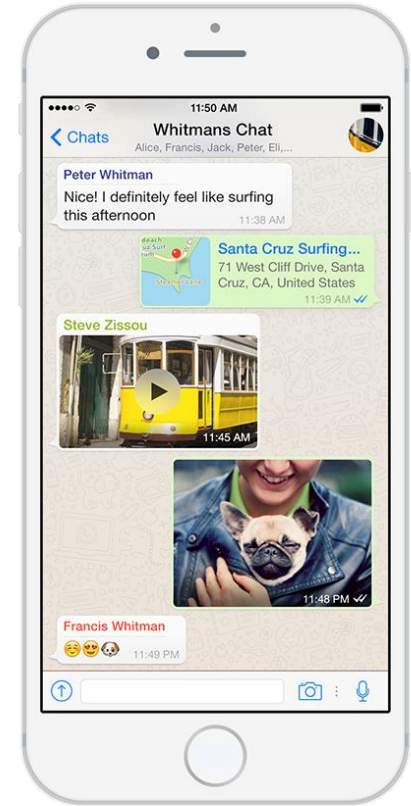 11:50 AM
Chats
Whitmans Chat
Alice, Francis, Jack, Peter, Eli,...
Peter Whitman
Nice! I definitely feel like surfing
this afternoon
11:38 AM
Santa Cruz Surfing...
71 West Cliff Drive, Santa
Cruz, CA, United States
Steamer Lane
11:39 AM
Steve Zissou
11:45 AM
11:48 PM
Francis Whitman
11:49 PM